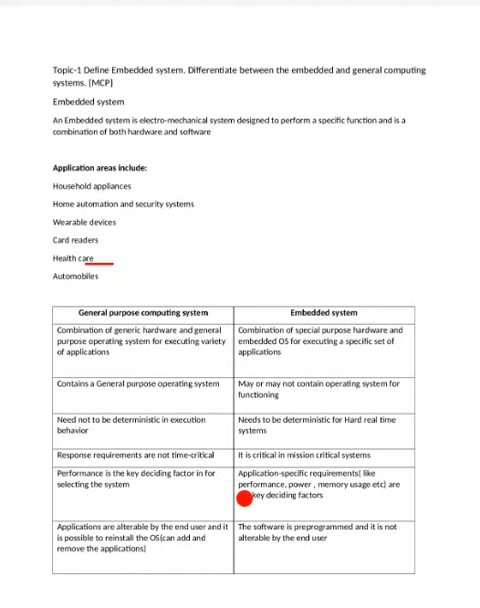 Topic-1 Define Embedded system. Differentiate between the embedded and general computing
systems. [MCP]
Embedded system
An Embedded system is electro-mechanical system designed to perform a specific function and is a
combination of both hardware and software
Application areas include:
Household appliances
Home automation and security systems
Wearable devices
Card readers
Health care
Automobiles
General purpose computing system
Embedded system
Combination of generic hardware and general
purpose operating system for executing variety
of applications
Combination of special purpose hardware and
embedded OS for executing a specific set of
applications
Contains a General purpose operating system
May or may not contain operating system for
functioning
Need not to be deterministic in execution
behavior
Needs to be deterministic for Hard real time
systems
Response requirements are not time-critical
It is critical in mission critical systems
Performance is the key deciding factor in for
selecting the system
Application-specific requirements( like
performance, power , memory usage etc) are
key deciding factors
Applications are alterable by the end user and it
is possible to reinstall the OS(can add and
remove the applications)
The software is preprogrammed and it is not
alterable by the end user